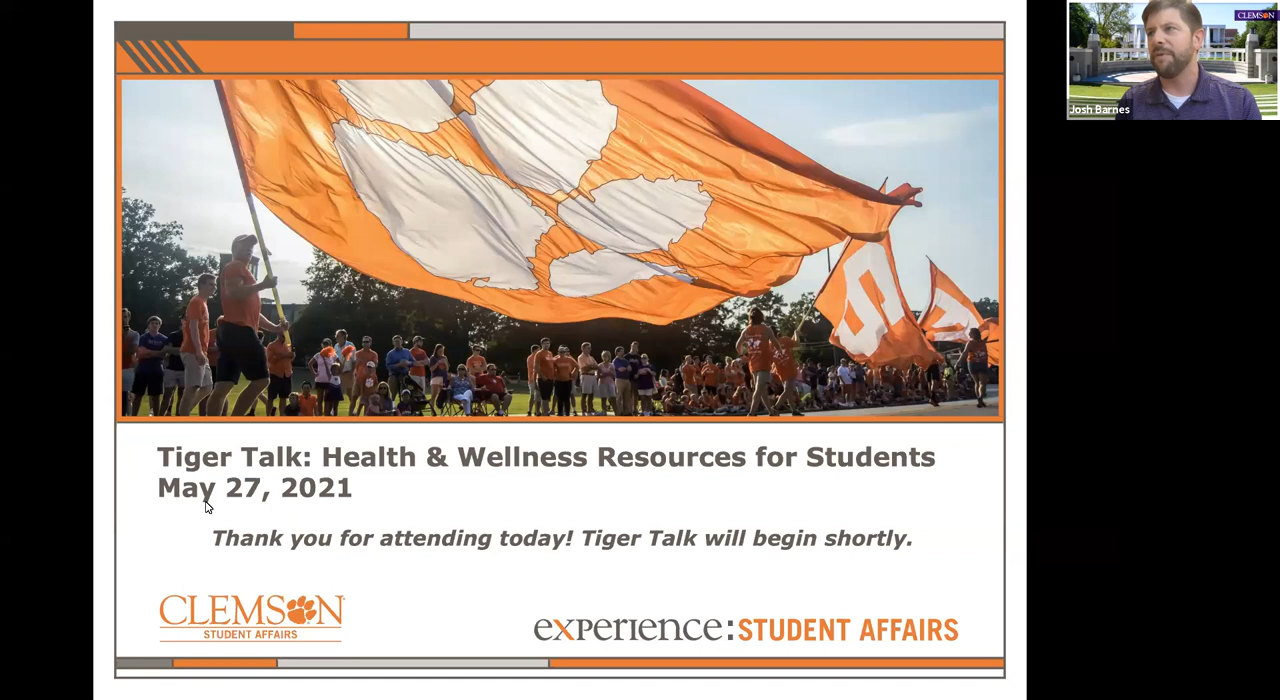 CLEMSON
Josh Barnes
Tiger Talk: Health & Wellness Resources for Students
May 27, 2021
Thank you for attending today! Tiger Talk will begin shortly.
CLEMSON
STUDENT AFFAIRS
experience:STUDENT AFFAIRS